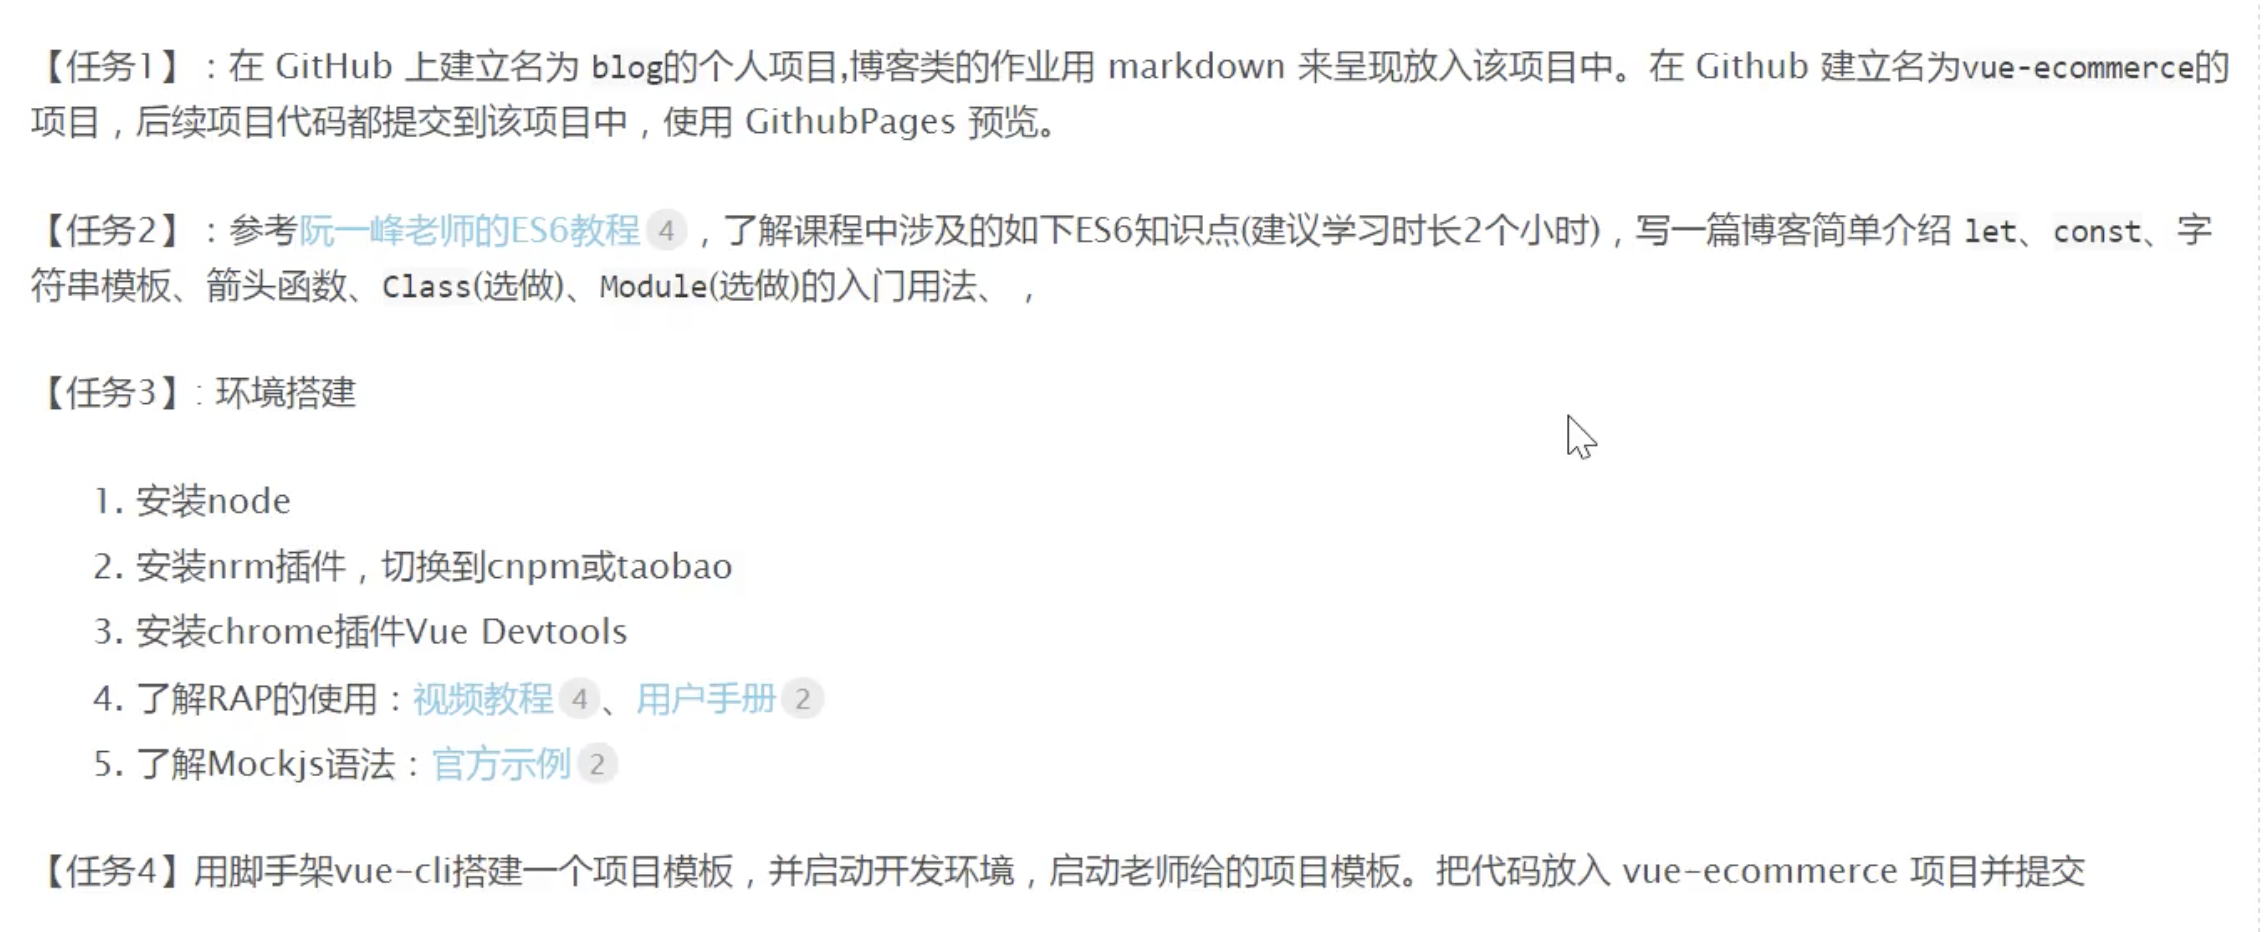 【任务1】：在 GitHub 上建立名为 blog的个人项目,博客类的作业用 markdown 来呈现放入该项目中。在 Github 建立名为vue-ecommerce的
项目，后续项目代码都提交到该项目中，使用 GithubPages 预览。
【任务2】：参考阮一峰老师的ES6教程 4 ，了解课程中涉及的如下ES6知识点(建议学习时长2个小时)，写一篇博客简单介绍 let、const、字
符串模板、箭头函数、Class(选做)、Module(选做)的入门用法、，
【任务3】: 环境搭建
1. 安装node
2. 安装nrm插件，切换到cnpm或taobao
3. 安装chrome插件Vue Devtools
4. 了解RAP的使用：视频教程 4 、用户手册 2
5. 了解Mockjs语法：官方示例 2
【任务4】用脚手架vue-cli搭建一个项目模板，并启动开发环境，启动老师给的项目模板。把代码放入 vue-ecommerce 项目并提交